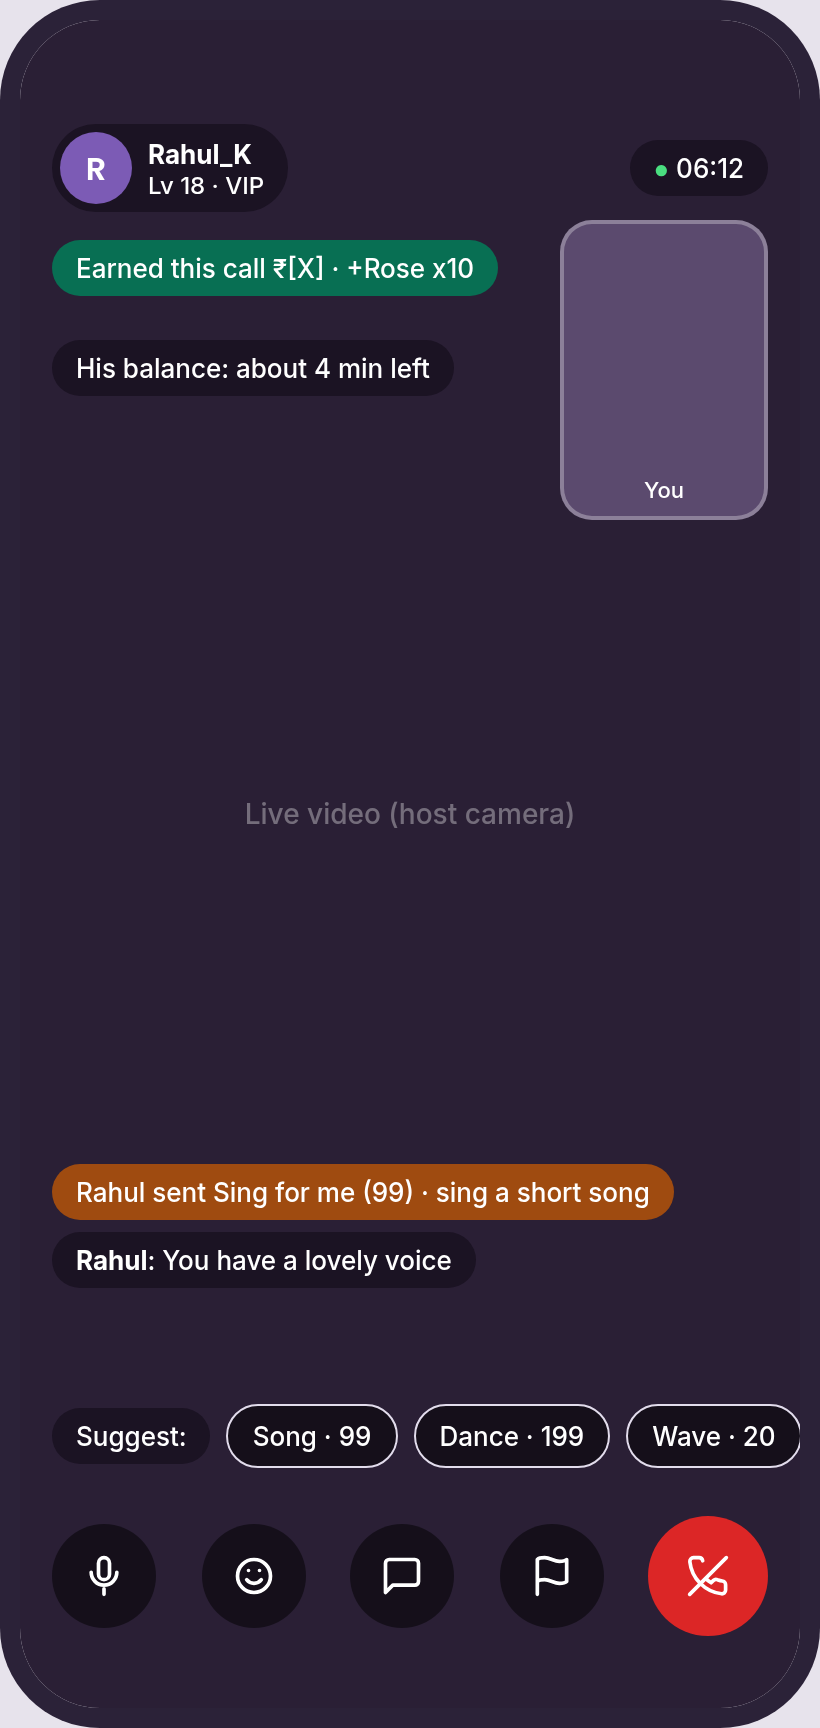 R
Rahul_K
Lv 18 · VIP
● 06:12
Earned this call ₹[X] · +Rose x10
His balance: about 4 min left
You
Live video (host camera)
Rahul sent Sing for me (99) · sing a short song
Rahul: You have a lovely voice
Suggest:
Song · 99
Dance · 199
Wave · 20